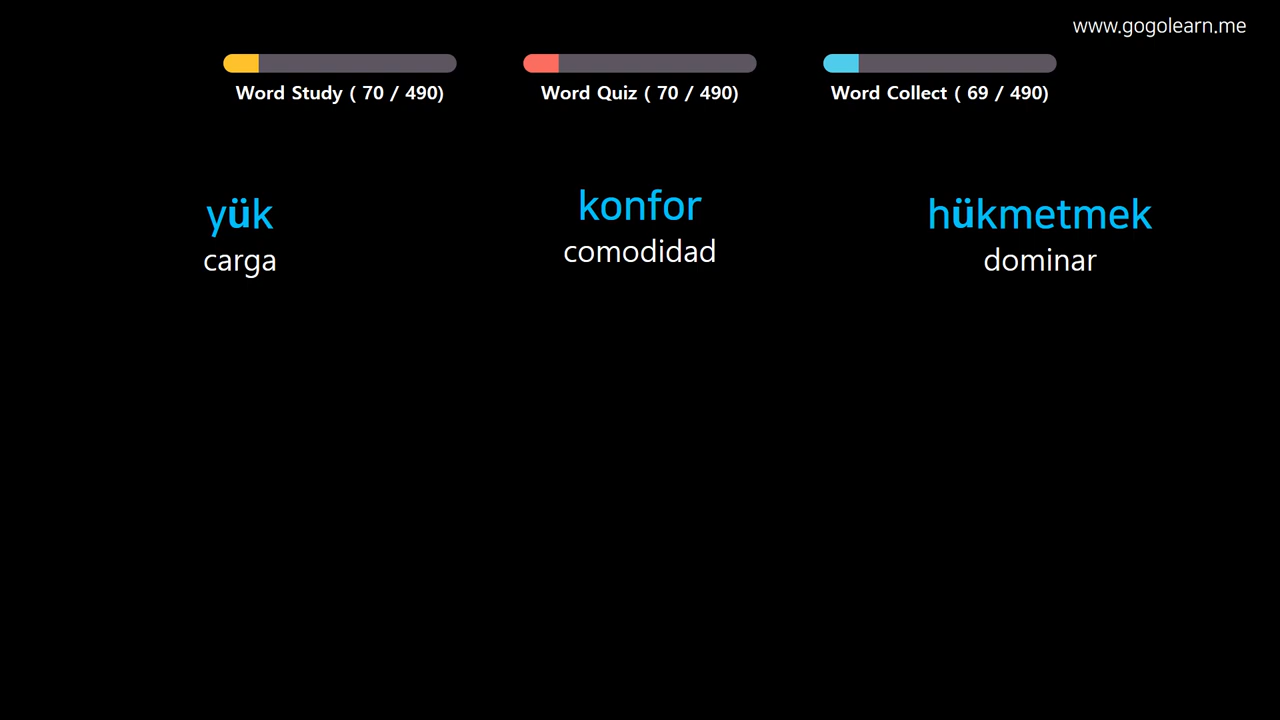 www.gogolearn.me
Word Study ( 70 / 490)
Word Quiz ( 70 / 490)
Word Collect ( 69 / 490)
yük
carga
konfor
comodidad
hükmetmek
dominar